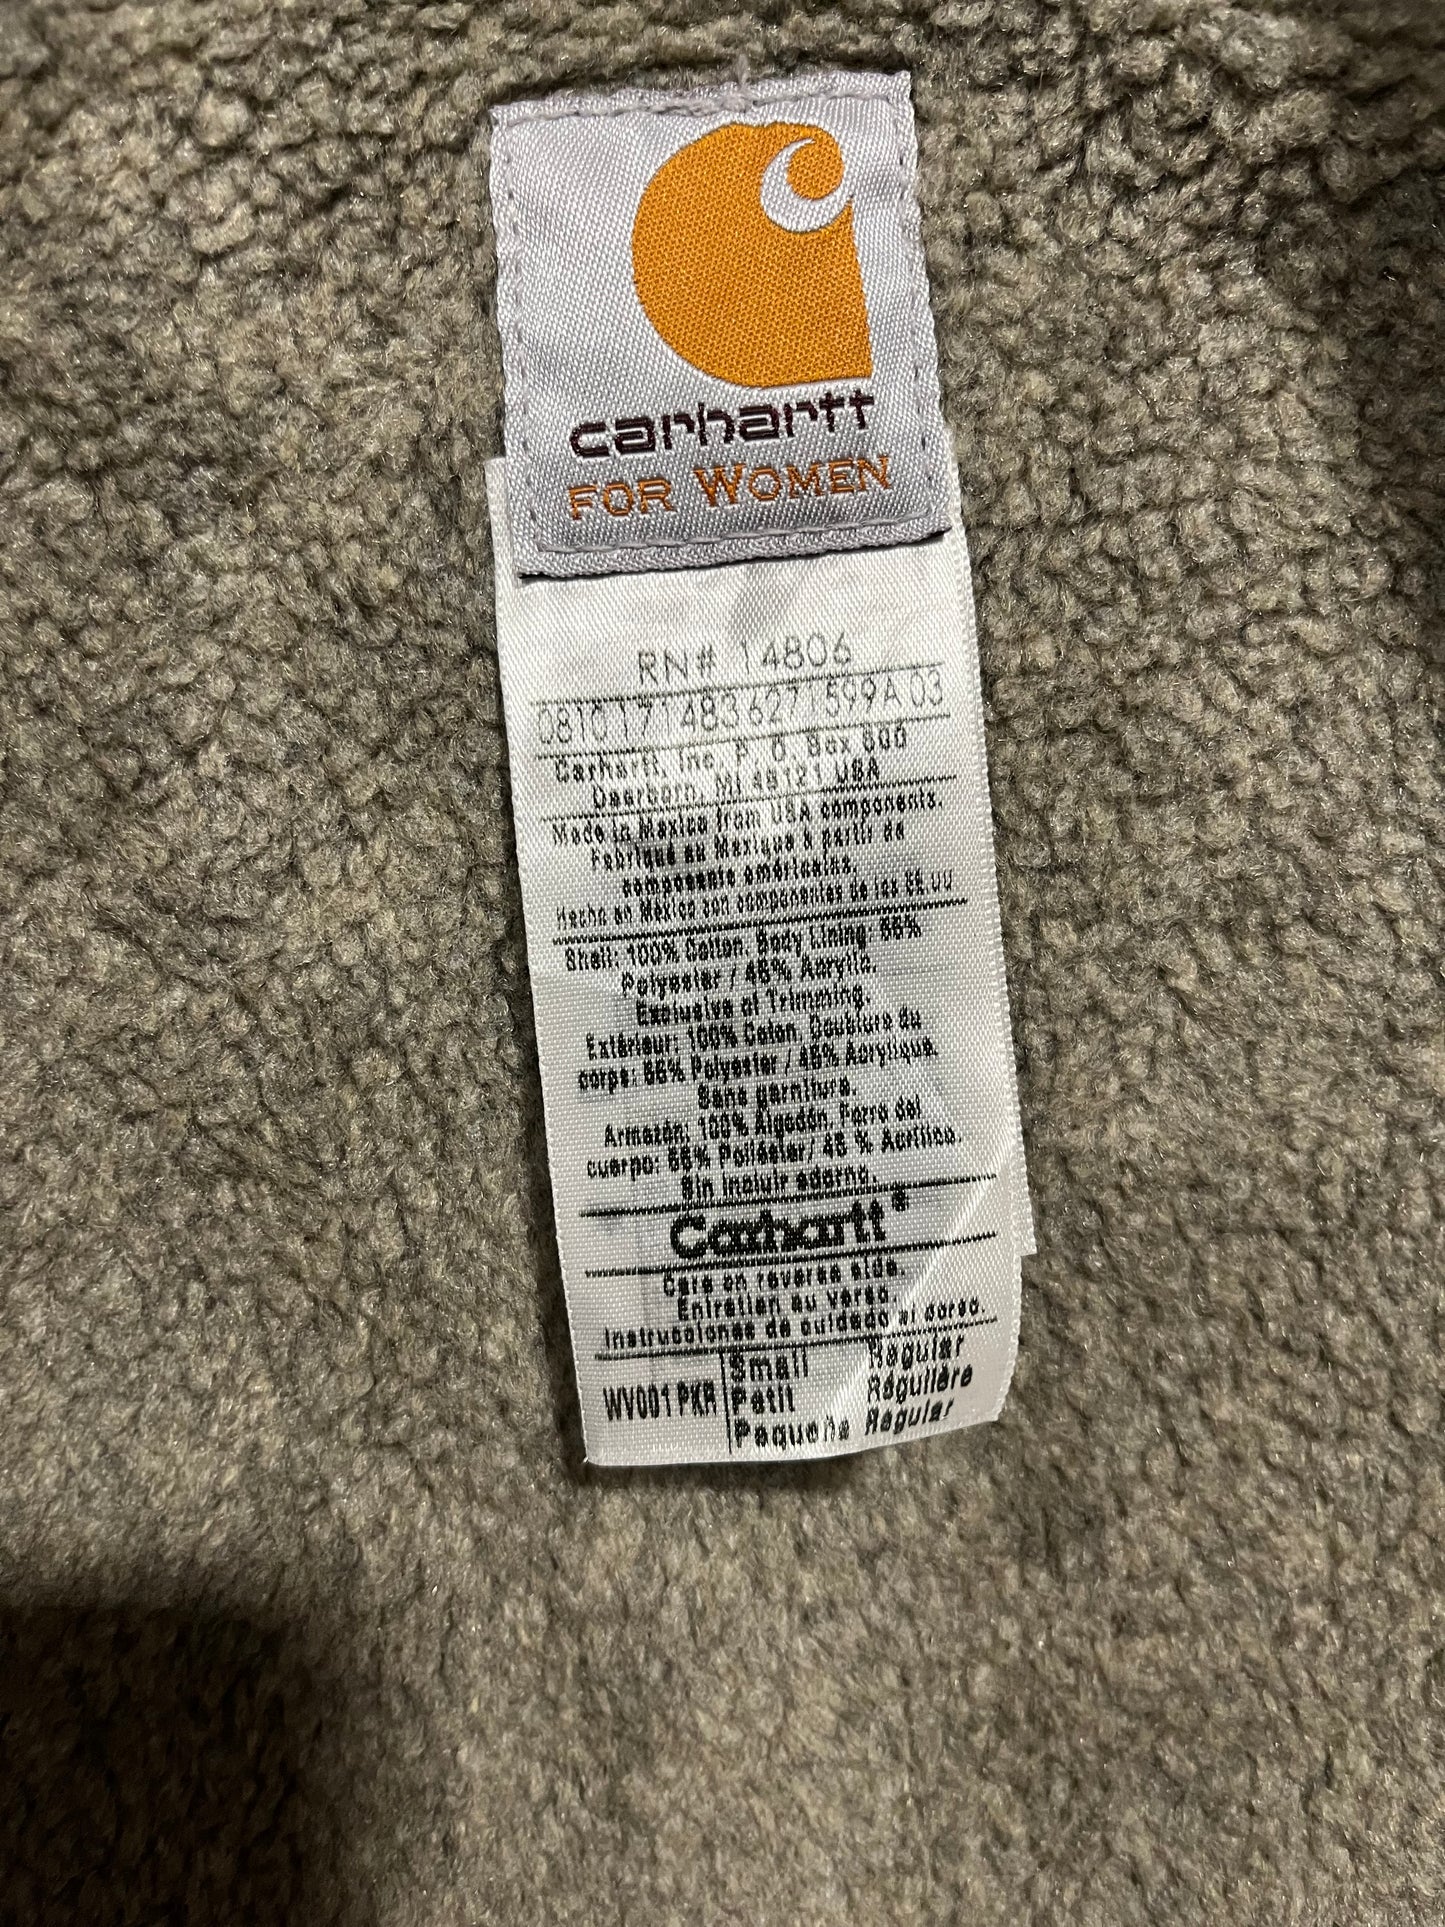 carhartt
FOR WOMEN
RN# 14806
0810171483627 1599A 03
Carhartt, Inc. P. O. Box 600
Dearborn, MI 48121 USA
Made in Mexico from USA components.
Fabriqué au Mexique à partir de
composants américains.
Hecho en México con componentes de los EE.UU
Shell: 100% Cotton. Body Lining: 55%
Polyester / 45% Acrylic.
Exclusive of Trimming.
Extérieur: 100% Coton. Doublure du
corps: 55% Polyester / 45% Acrylique.
Sans garniture.
Armazón: 100% Algodón. Forro del
cuerpo: 55% Poliéster/ 45 % Acrílico.
Sin incluir adorno.
Carhartt®
Care on reverse side.
Entretien au verso.
Instrucciones de cuidado al dorso.
Small Regular
WV001PKR Petit Régulière
Pequeña Regular